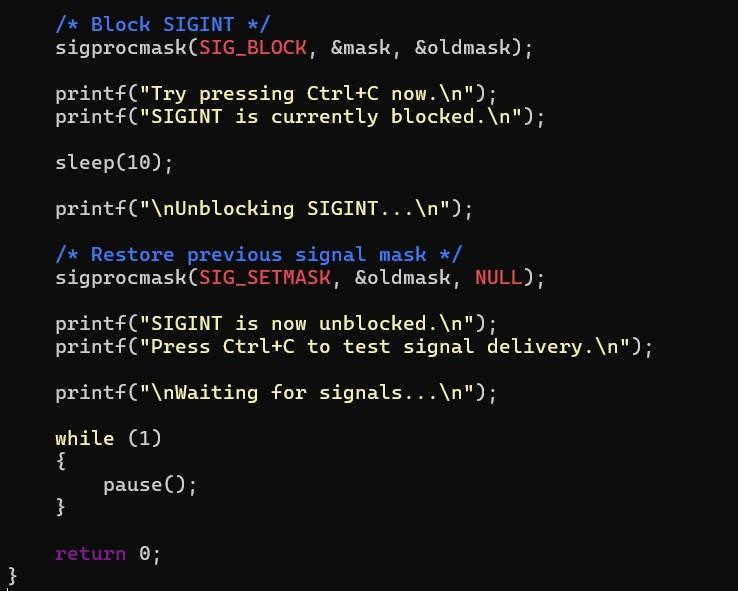 /* Block SIGINT */
sigprocmask(SIG_BLOCK, &mask, &oldmask);
printf("Try pressing Ctrl+C now.\n");
printf("SIGINT is currently blocked.\n");
sleep(10);
printf("\nUnblocking SIGINT...\n");
/* Restore previous signal mask */
sigprocmask(SIG_SETMASK, &oldmask, NULL);
printf("SIGINT is now unblocked.\n");
printf("Press Ctrl+C to test signal delivery.\n");
printf("\nWaiting for signals...\n");
while (1)
{
pause();
}
return 0;
}